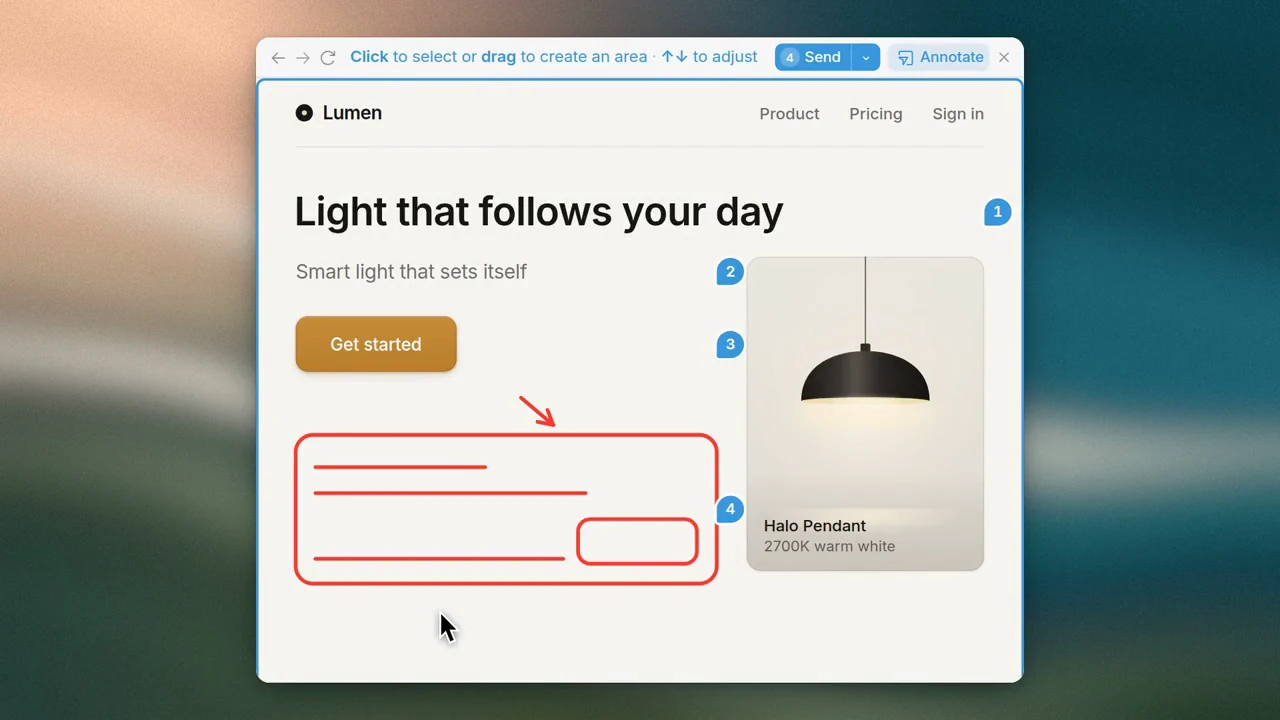 Click to select or drag to create an area · ↑↓ to adjust
4 Send
Annotate
Lumen
Product Pricing Sign in
Light that follows your day
1
Smart light that sets itself
2
Get started
3
4
Halo Pendant
2700K warm white